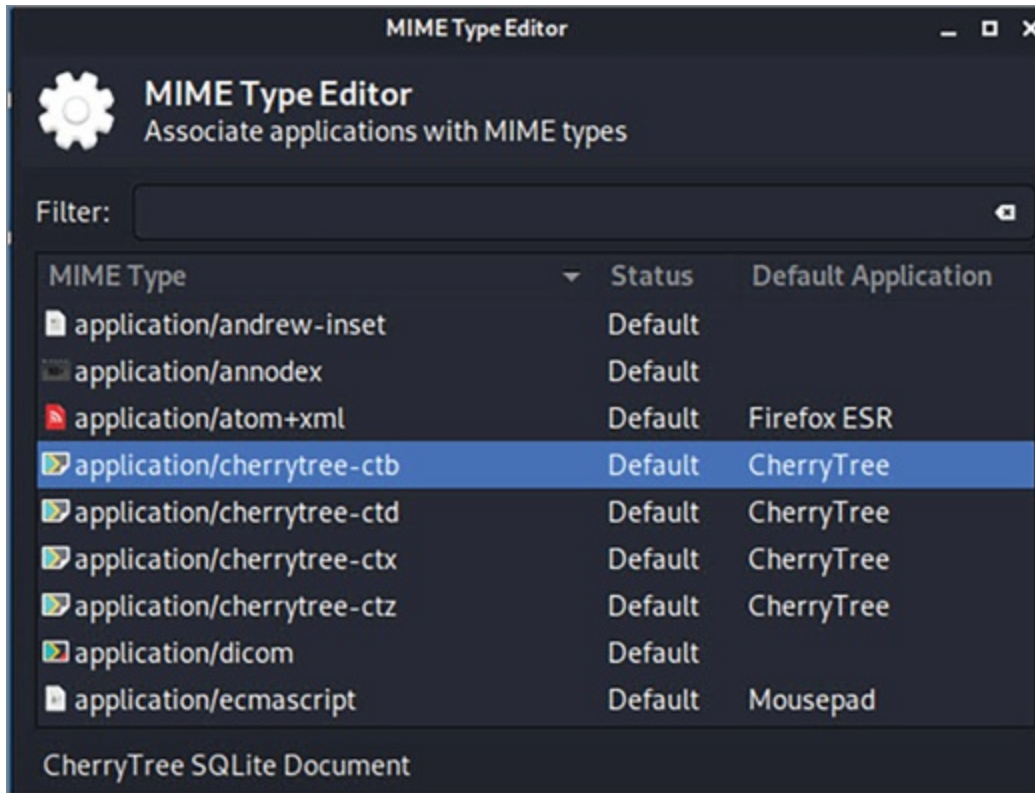 MIME Type Editor
MIME Type Editor
Associate applications with MIME types
Filter:
MIME Type Status Default Application
application/andrew-inset Default
application/annodex Default
application/atom+xml Default Firefox ESR
application/cherrytree-ctb Default CherryTree
application/cherrytree-ctd Default CherryTree
application/cherrytree-ctx Default CherryTree
application/cherrytree-ctz Default CherryTree
application/dicom Default
application/ecmascript Default Mousepad
CherryTree SQLite Document